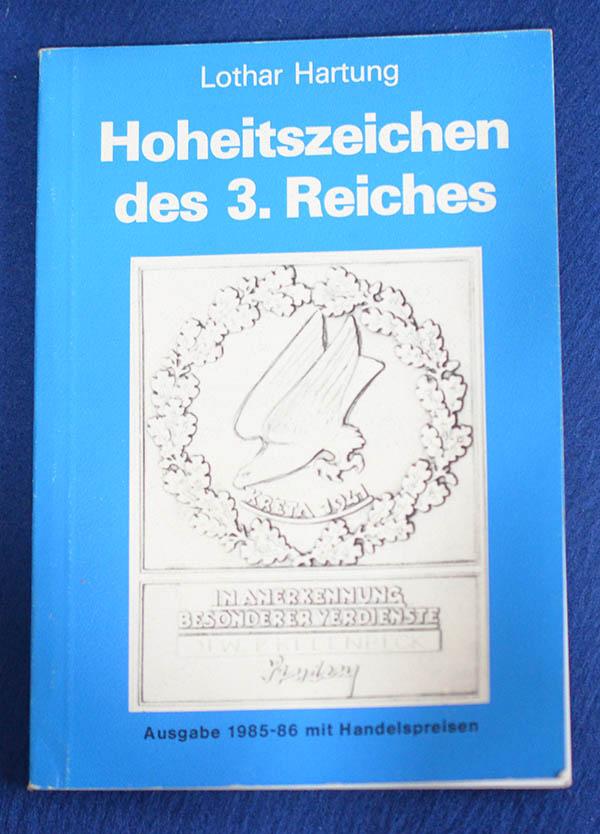 Lothar Hartung
Hoheitszeichen
des 3. Reiches
KRETA 1941
IN ANERKENNUNG
BESONDERER VERDIENSTE
Ausgabe 1985-86 mit Handelspreisen